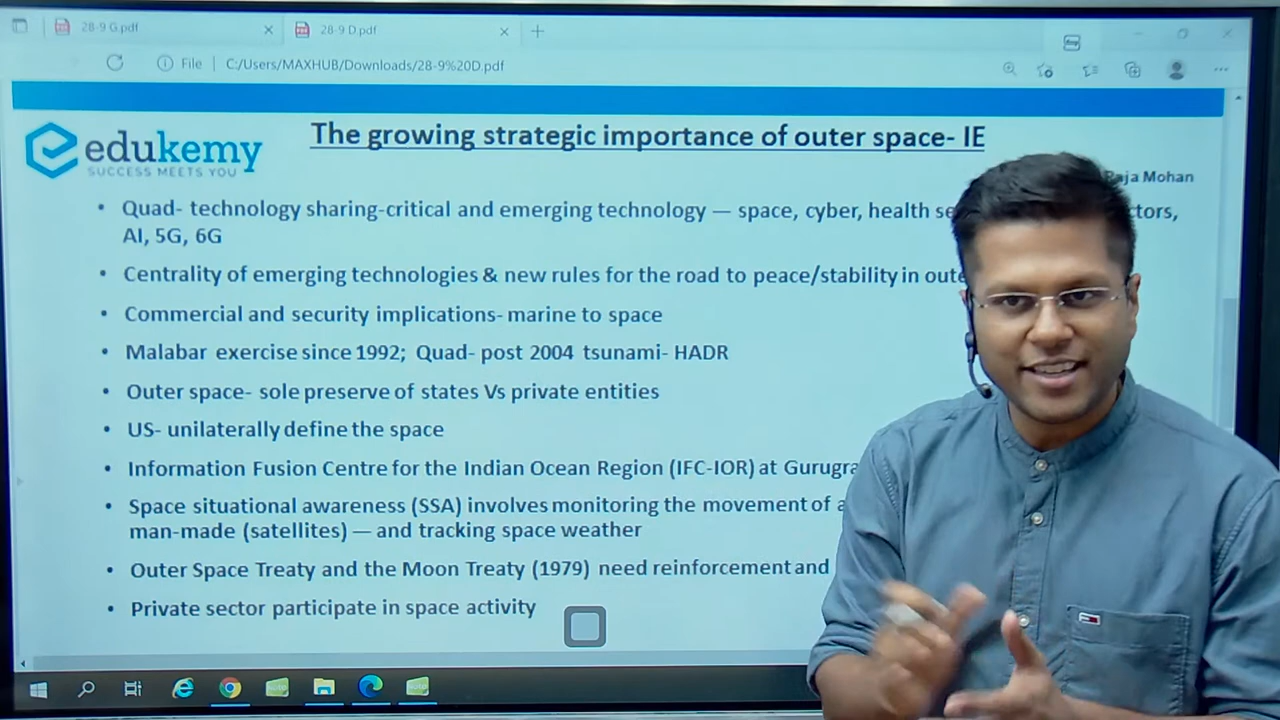 28-9 G.pdf
28-9 D.pdf
File
C:/Users/MAXHUB/Downloads/28-9%20D.pdf
edukemy
SUCCESS MEETS YOU
The growing strategic importance of outer space- IE
Raja Mohan
• Quad- technology sharing-critical and emerging technology — space, cyber, health
AI, 5G, 6G
• Centrality of emerging technologies & new rules for the road to peace/stability in
• Commercial and security implications- marine to space
• Malabar exercise since 1992; Quad- post 2004 tsunami- HADR
• Outer space- sole preserve of states Vs private entities
• US- unilaterally define the space
• Information Fusion Centre for the Indian Ocean Region (IFC-IOR) at
• Space situational awareness (SSA) involves monitoring the movement of
man-made (satellites) — and tracking space weather
• Outer Space Treaty and the Moon Treaty (1979) need reinforcement and
• Private sector participate in space activity